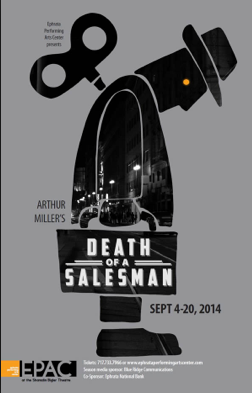 Ephrata
Performing
Arts Center
presents
ARTHUR
MILLER'S
DEATH
OF A
SALESMAN
SEPT 4-20, 2014
EPAC
at the Sharadin Bigler Theatre
Tickets: 717.733.7966 or www.ephrataperformingartscenter.com
Season media sponsor: Blue Ridge Communications
Co-Sponsor: Ephrata National Bank